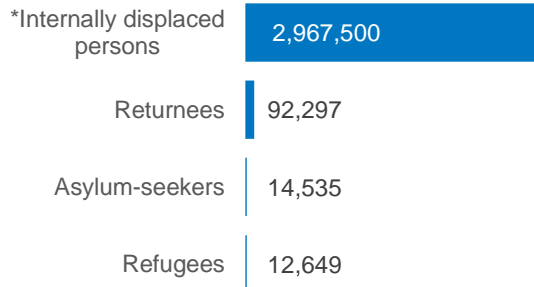 *Internally displaced
persons
2,967,500
Returnees
92,297
Asylum-seekers
14,535
Refugees
12,649